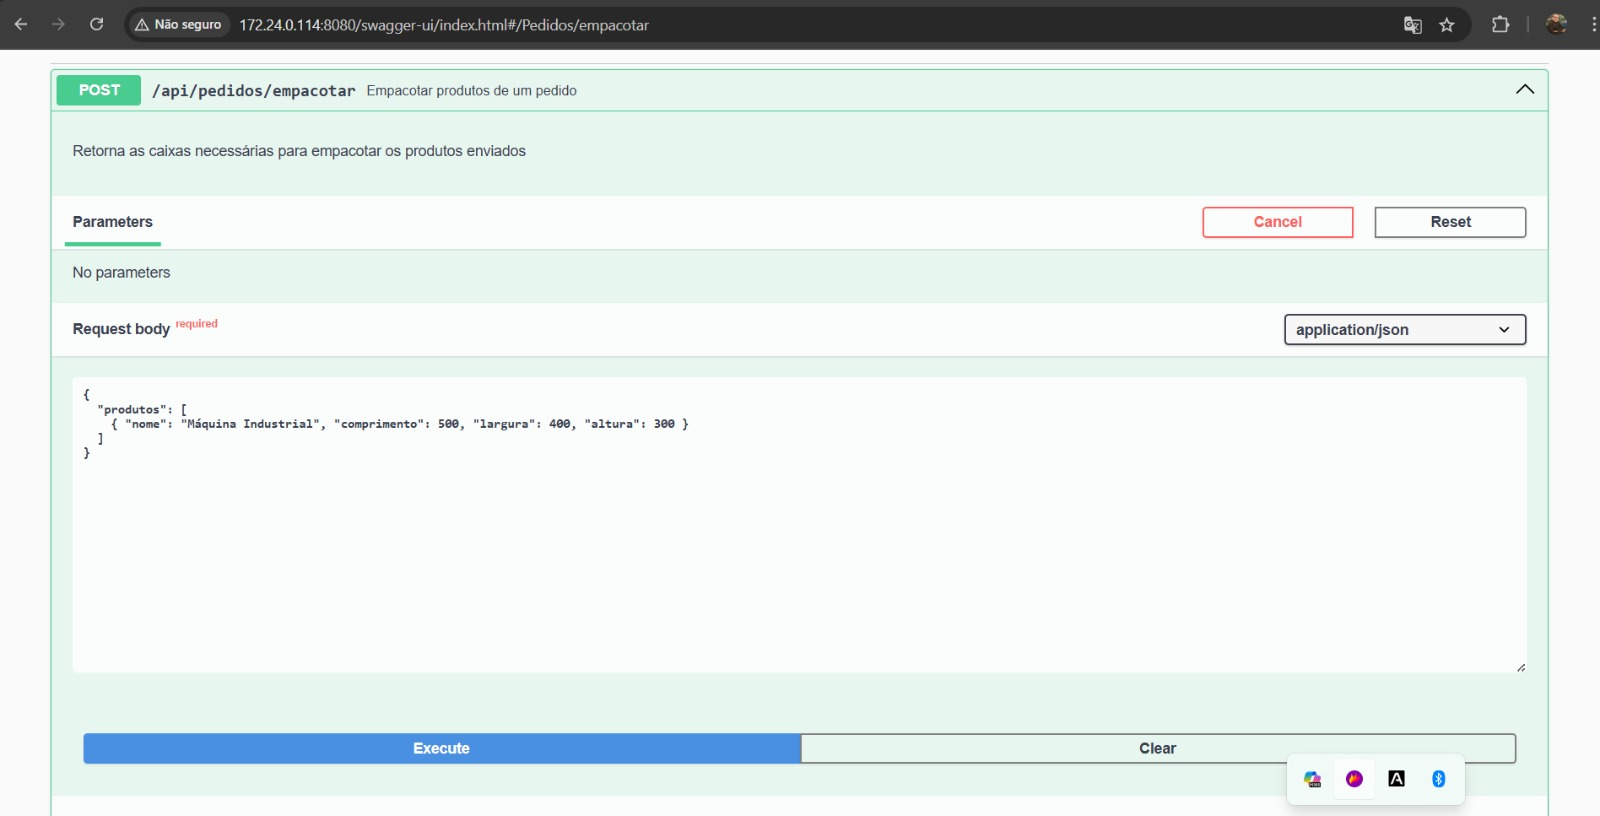 Não seguro
172.24.0.114:8080/swagger-ui/index.html#/Pedidos/empacotar
POST /api/pedidos/empacotar Empacotar produtos de um pedido
Retorna as caixas necessárias para empacotar os produtos enviados
Parameters
Cancel
Reset
No parameters
Request body required
application/json
{
  "produtos": [
    { "nome": "Máquina Industrial", "comprimento": 500, "largura": 400, "altura": 300 }
  ]
}
Execute
Clear